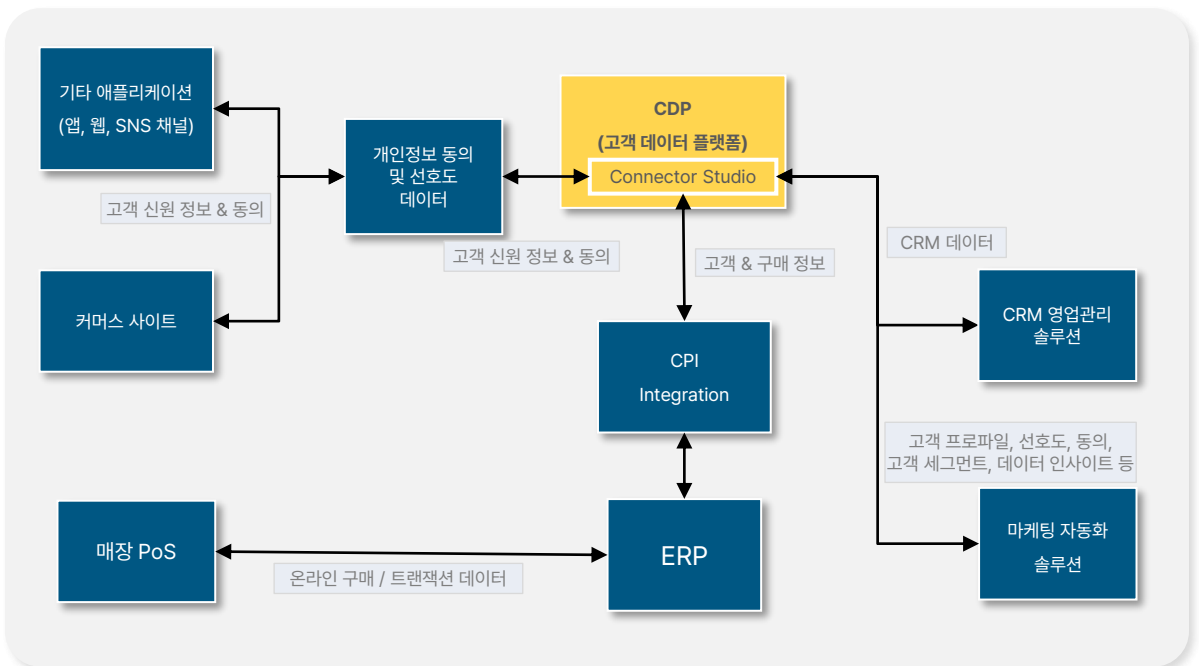 기타 애플리케이션
(앱, 웹, SNS 채널)
개인정보 동의
및 선호도
데이터
CDP
(고객 데이터 플랫폼)
Connector Studio
고객 신원 정보 & 동의
고객 신원 정보 & 동의
고객 & 구매 정보
CRM 데이터
커머스 사이트
CRM 영업관리
솔루션
CPI
Integration
고객 프로파일, 선호도, 동의,
고객 세그먼트, 데이터 인사이트 등
매장 PoS
온라인 구매 / 트랜잭션 데이터
ERP
마케팅 자동화
솔루션